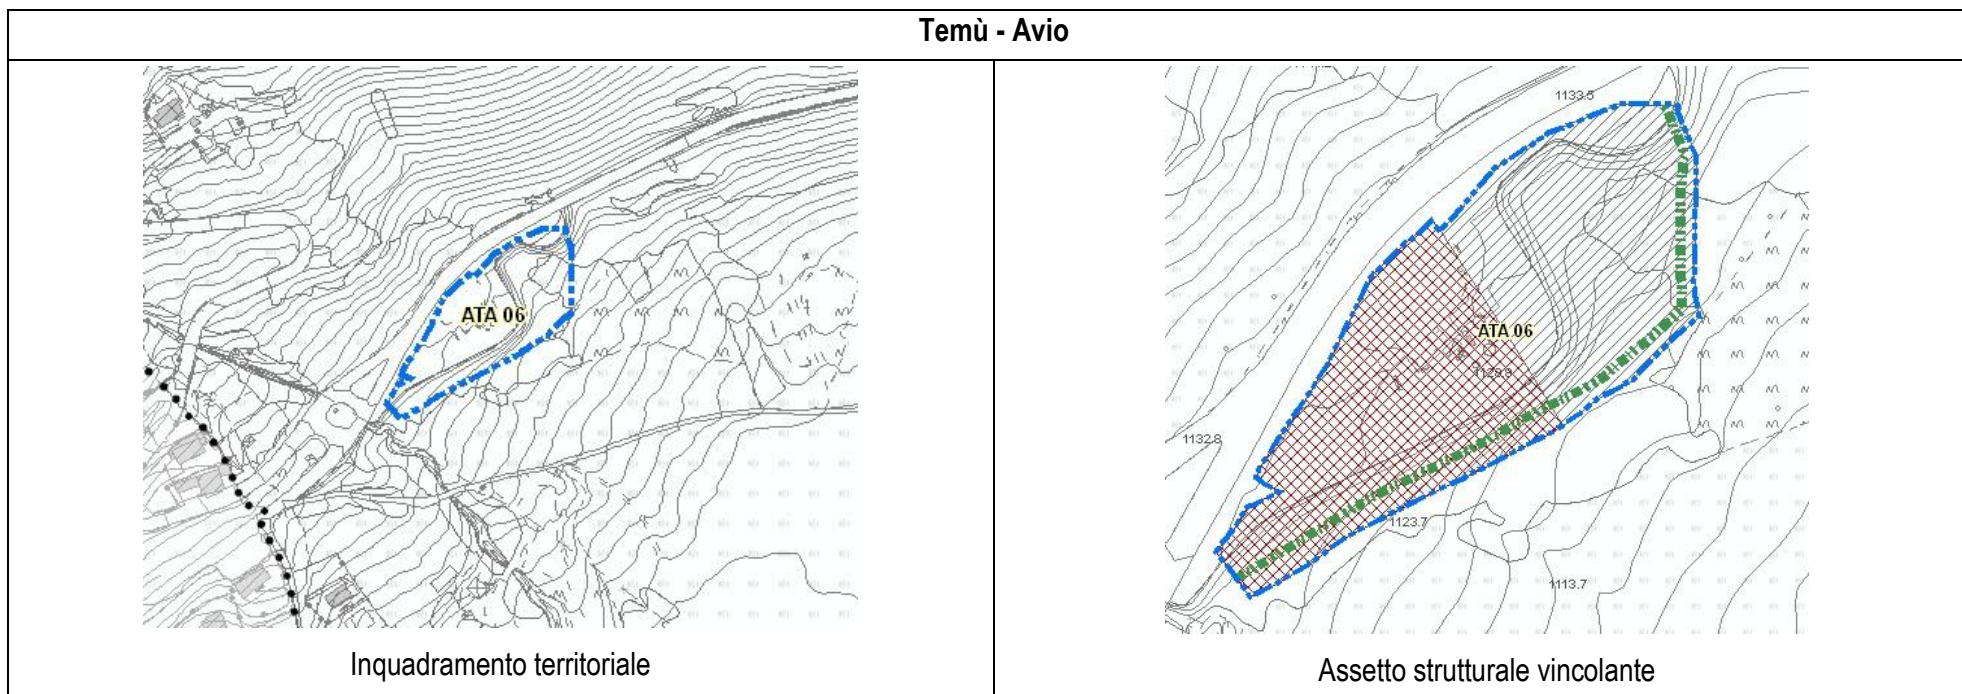 Temù - Avio
ATA 06
Inquadramento territoriale
1133.5
ATA 06
1132.8
1123.7
1113.7
Assetto strutturale vincolante